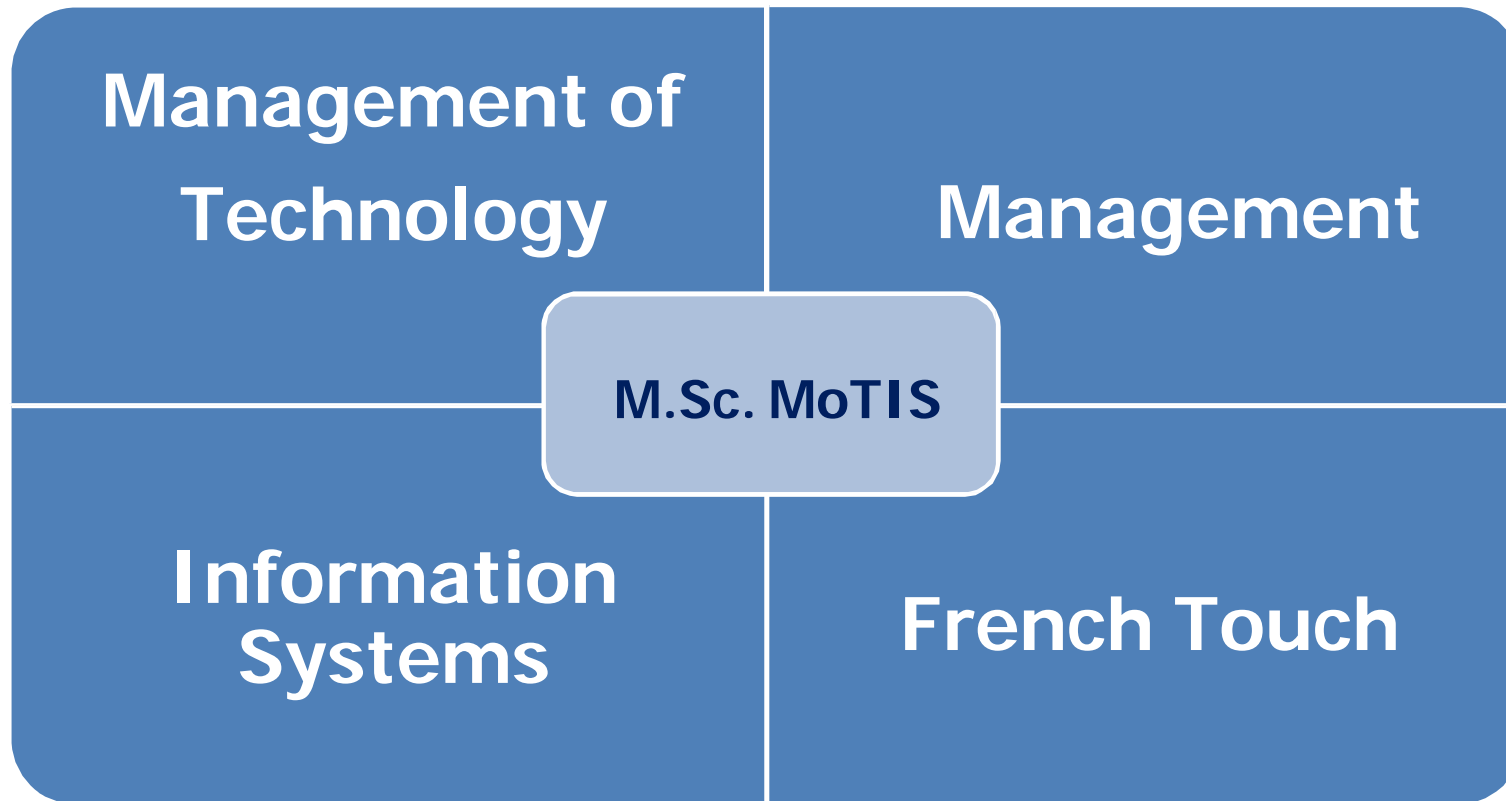 Management of
Technology
Management
M.Sc. MoTIS
Information
Systems
French Touch